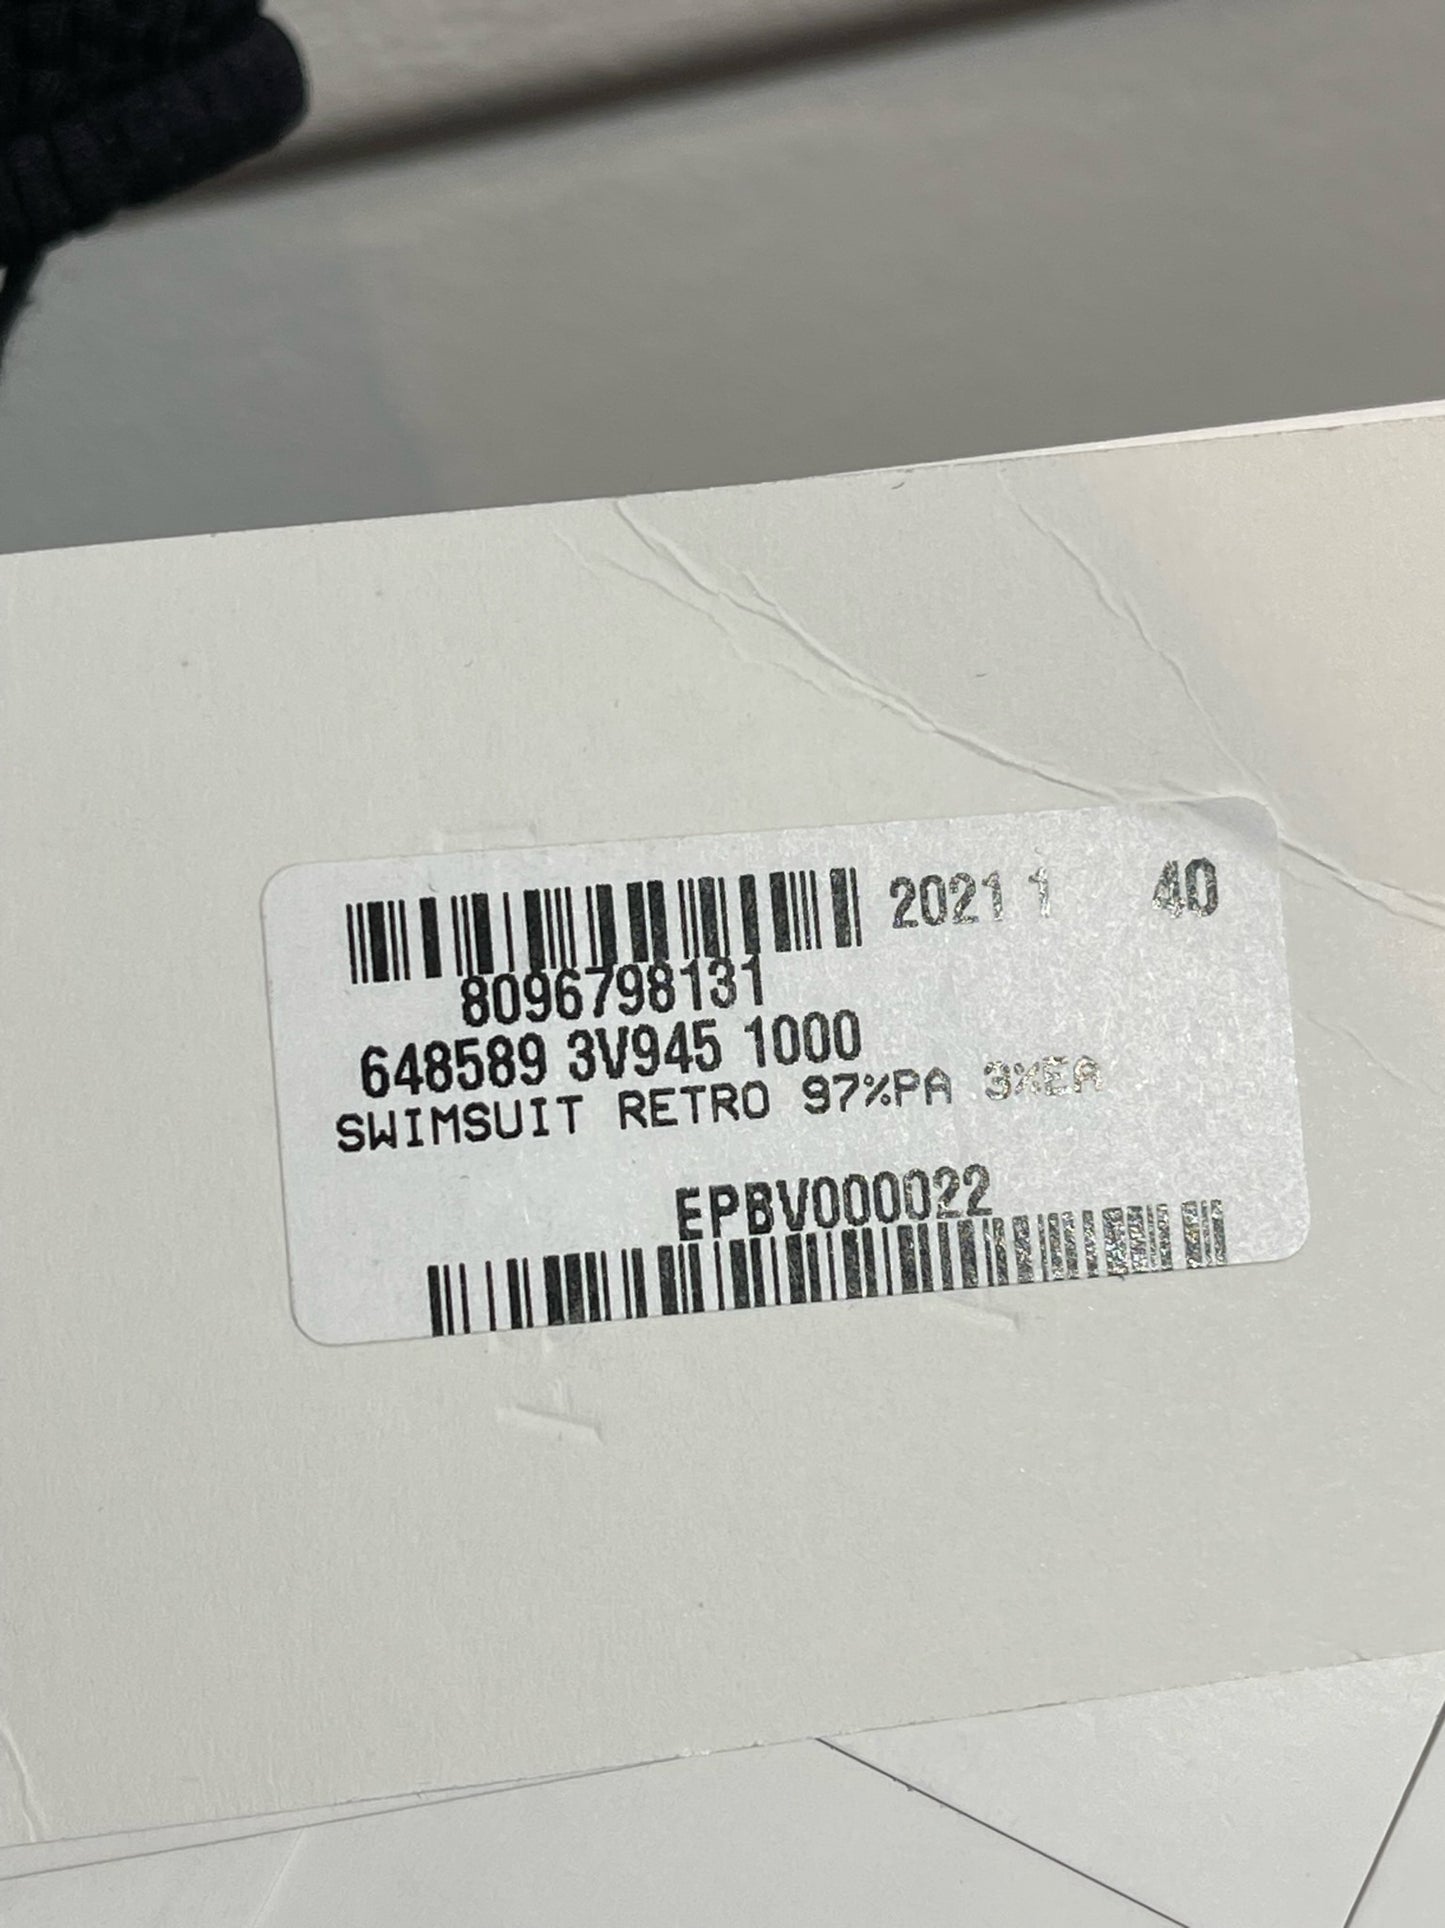 2021 1 40
8096798131
648589 3V945 1000
SWIMSUIT RETRO 97%PA 3%EA
EPBV000022